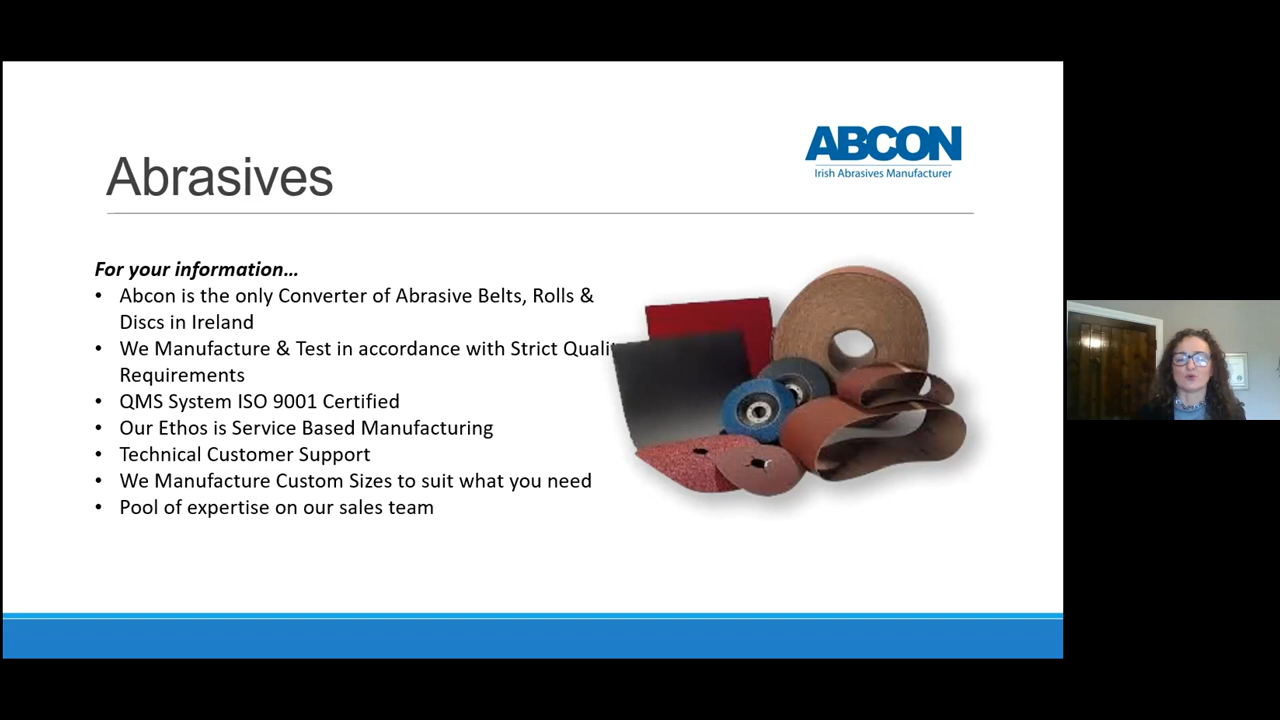 ABCON
Irish Abrasives Manufacturer
Abrasives
For your information…
• Abcon is the only Converter of Abrasive Belts, Rolls &
Discs in Ireland
• We Manufacture & Test in accordance with Strict Qualit
Requirements
• QMS System ISO 9001 Certified
• Our Ethos is Service Based Manufacturing
• Technical Customer Support
• We Manufacture Custom Sizes to suit what you need
• Pool of expertise on our sales team